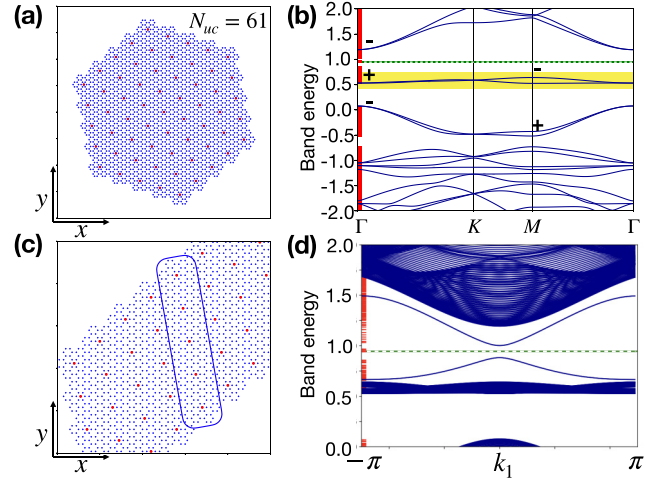 (a)
N_uc = 61
y
x
(b)
Band energy
2.0
1.5
1.0
0.5
0.0
-0.5
-1.0
-1.5
-2.0
-
+
-
-
+
Γ
K
M
Γ
(c)
y
x
(d)
Band energy
2.0
1.5
1.0
0.5
0.0
−π
k₁
π